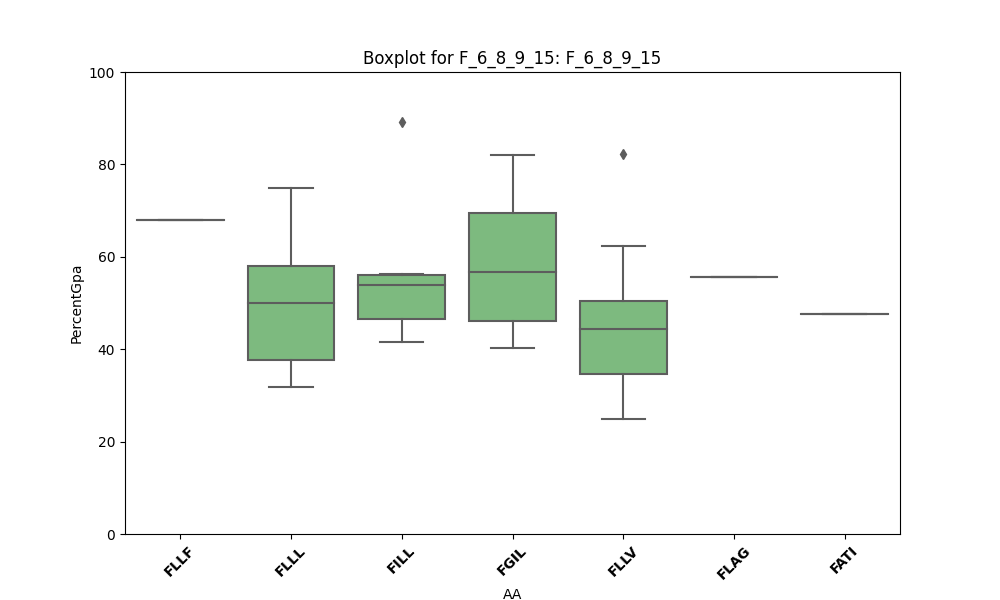 Boxplot for F_6_8_9_15: F_6_8_9_15
100
80
60
40
20
0
PercentGpa
FLLF
FLLL
FILL
FGIL
FLLV
FLAG
FATI
AA